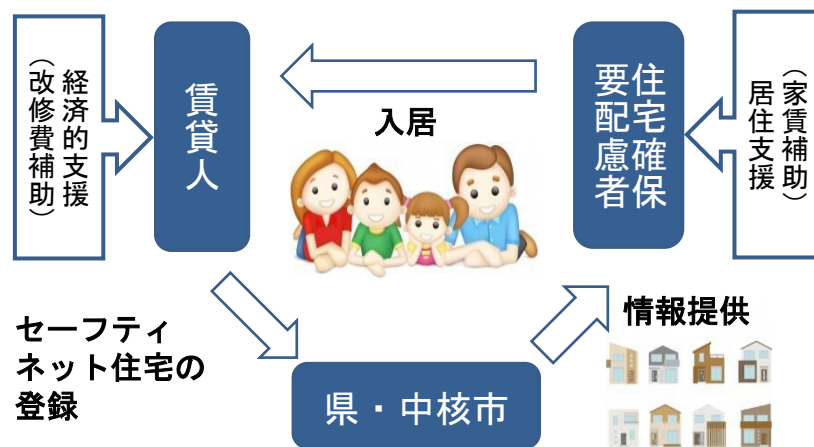 経済的支援
（改修費補助）
賃貸人
入居
住宅確保
要配慮者
（家賃補助）
居住支援
セーフティ
ネット住宅の
登録
県・中核市
情報提供